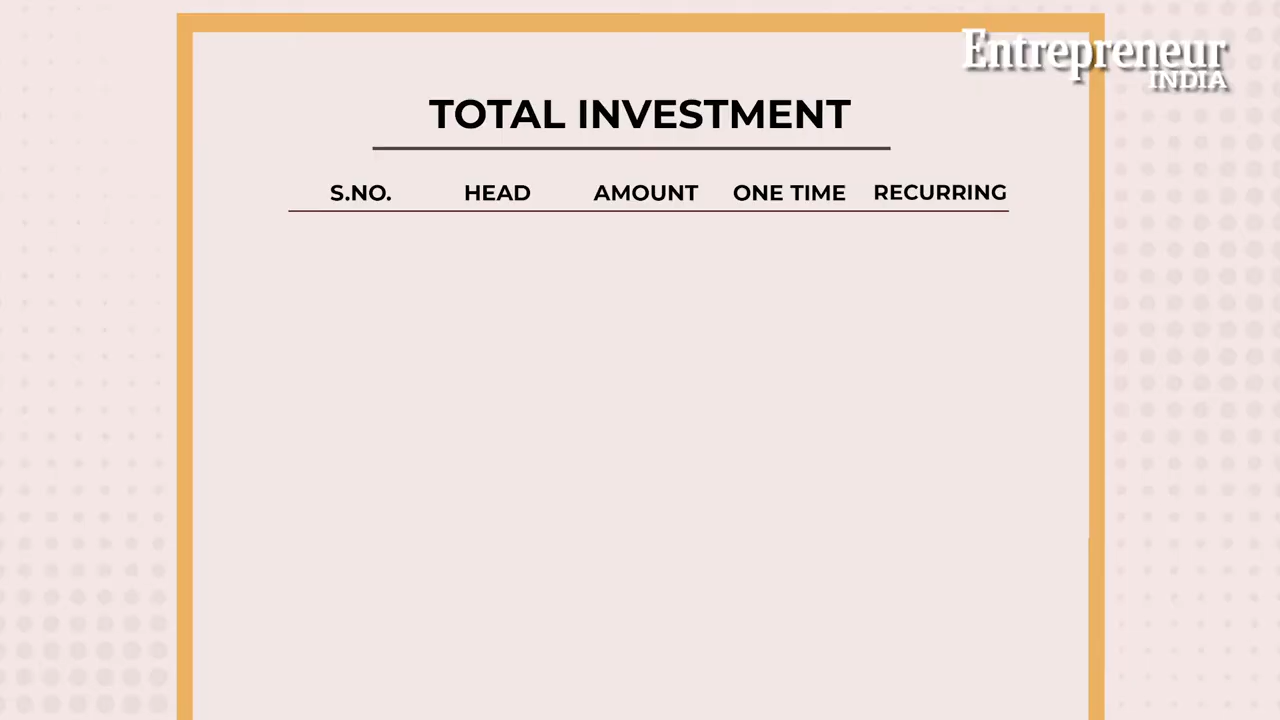 Entrepreneur
INDIA
TOTAL INVESTMENT
S.NO. HEAD AMOUNT ONE TIME RECURRING